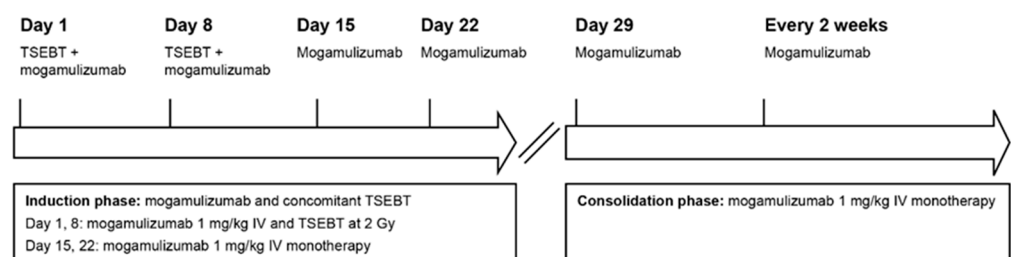 Day 1
TSEBT +
mogamulizumab
Day 8
TSEBT +
mogamulizumab
Day 15
Mogamulizumab
Day 22
Mogamulizumab
Day 29
Mogamulizumab
Every 2 weeks
Mogamulizumab
Induction phase: mogamulizumab and concomitant TSEBT
Day 1, 8: mogamulizumab 1 mg/kg IV and TSEBT at 2 Gy
Day 15, 22: mogamulizumab 1 mg/kg IV monotherapy
Consolidation phase: mogamulizumab 1 mg/kg IV monotherapy